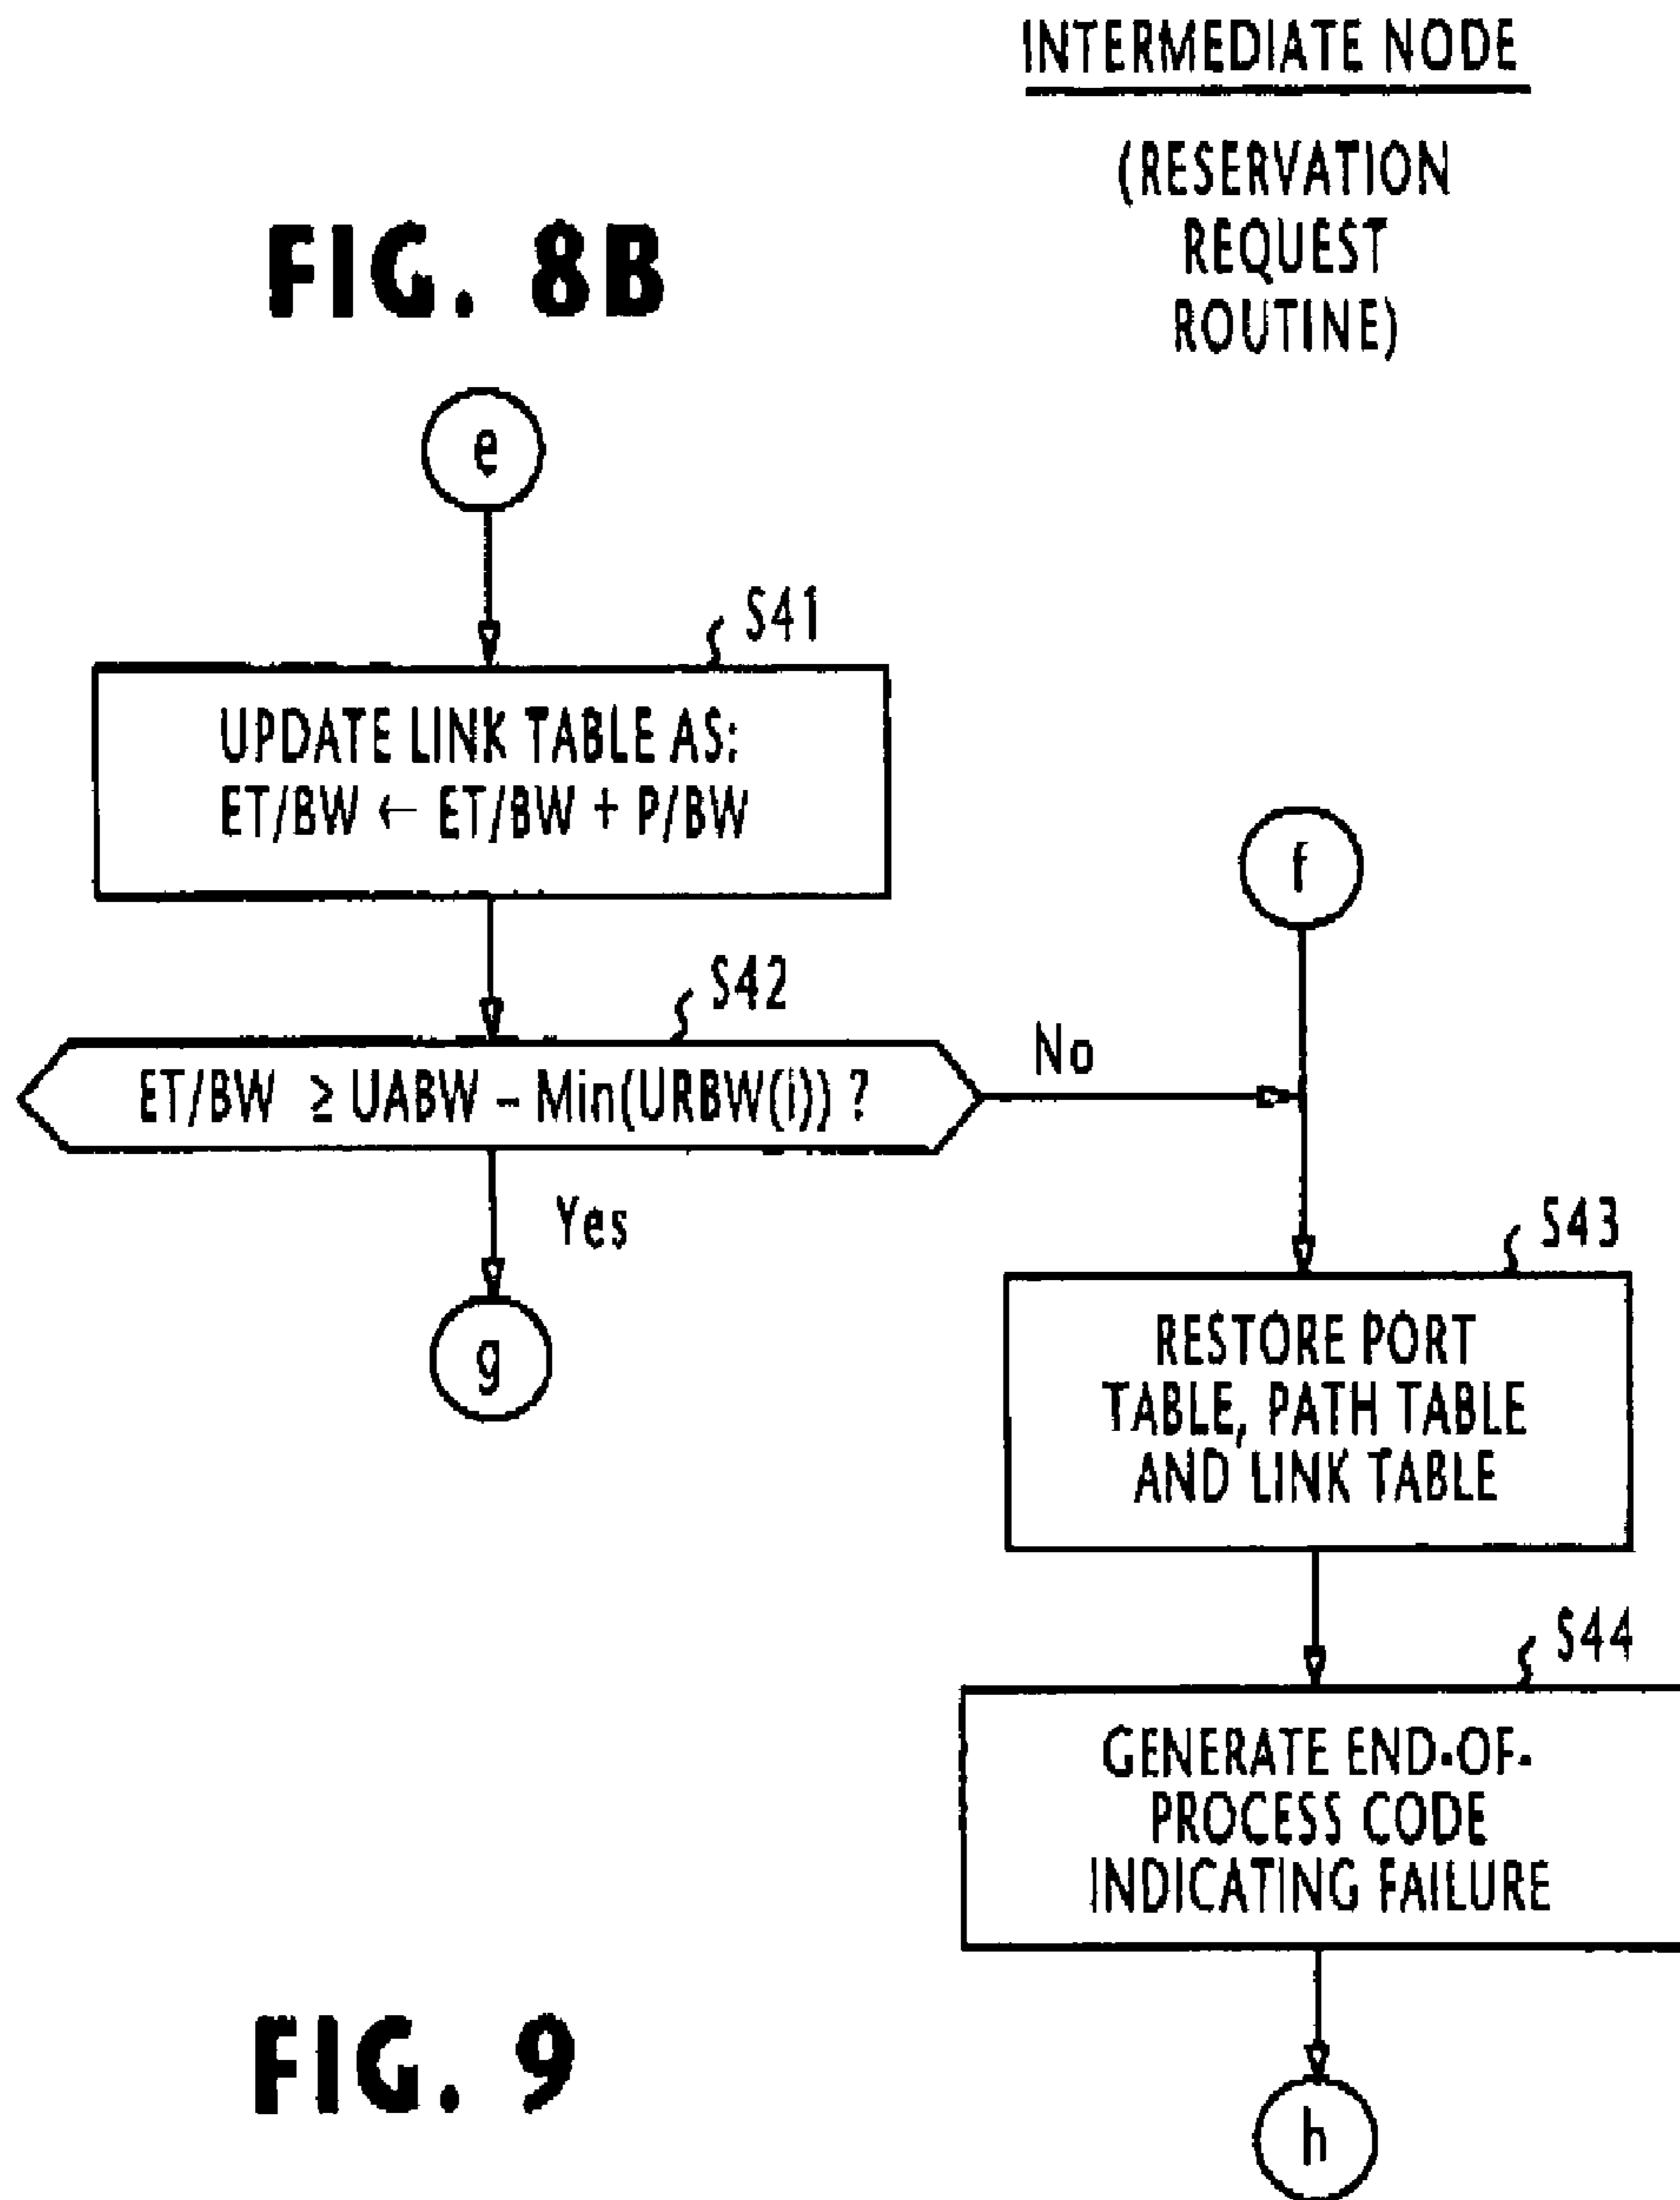 INTERMEDIATE NODE
(RESERVATION
REQUEST
ROUTINE)
FIG. 8B
e
S41
UPDATE LINK TABLE AS:
ET/BW ← ET/BW + P/BW
f
S42
ET/BW ≥ UABW – Min(URBW(i)) ?
No
Yes
g
S43
RESTORE PORT
TABLE, PATH TABLE
AND LINK TABLE
S44
GENERATE END-OF-
PROCESS CODE
INDICATING FAILURE
FIG. 9
h